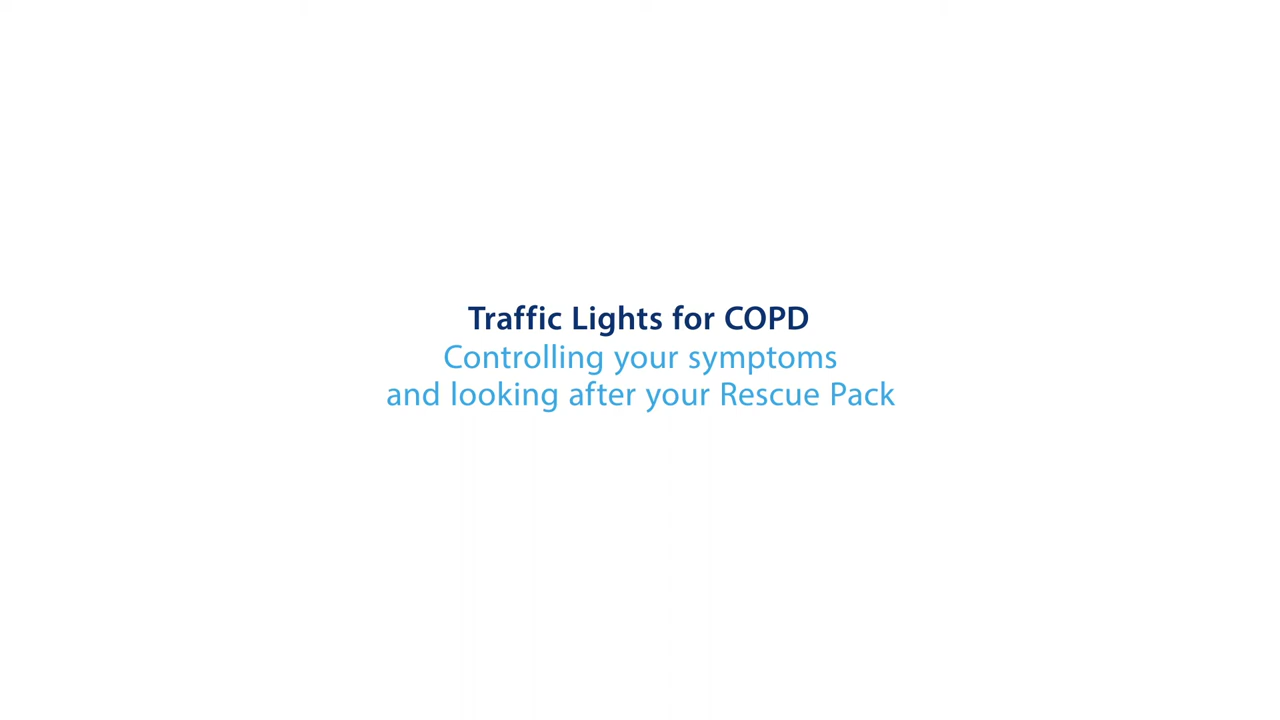 Traffic Lights for COPD
Controlling your symptoms
and looking after your Rescue Pack